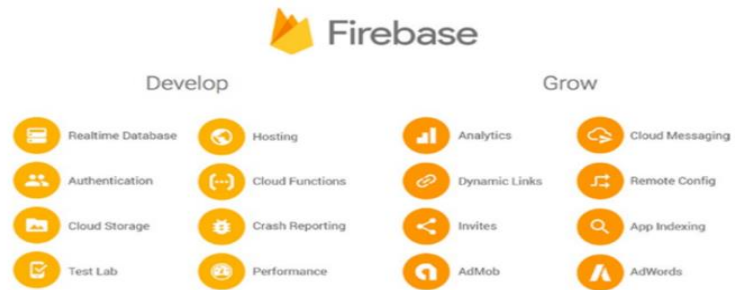 Firebase
Develop
Grow
Realtime Database
Hosting
Analytics
Cloud Messaging
Authentication
Cloud Functions
Dynamic Links
Remote Config
Cloud Storage
Crash Reporting
Invites
App Indexing
Test Lab
Performance
AdMob
AdWords